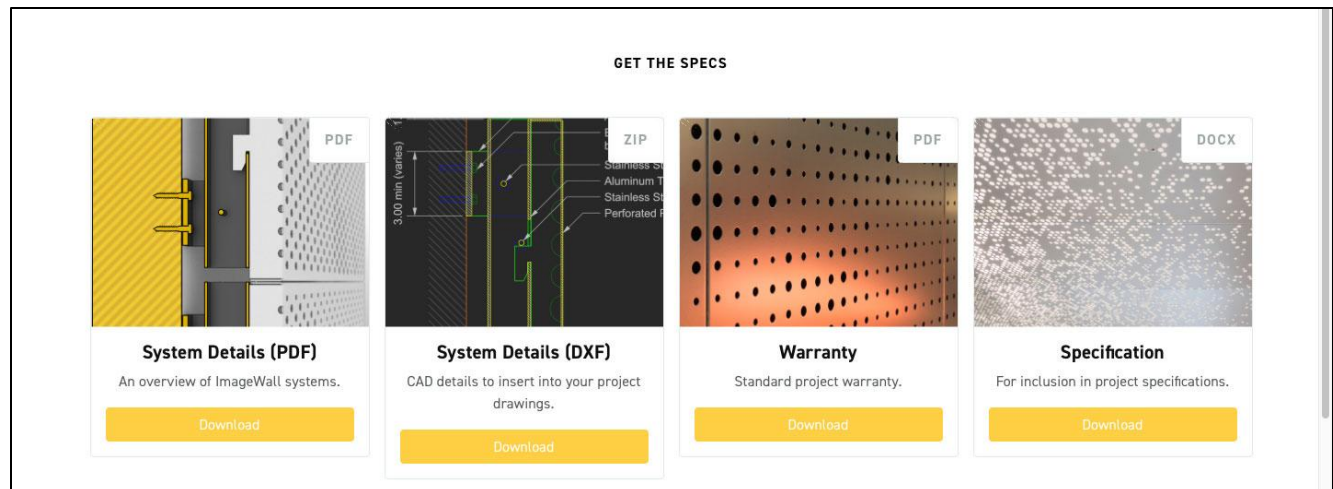 GET THE SPECS
PDF
ZIP
PDF
DOCX
3.00 min (varies)
Stainless St
Aluminum T
Stainless St
Perforated P
System Details (PDF)
An overview of ImageWall systems.
Download
System Details (DXF)
CAD details to insert into your project
drawings.
Download
Warranty
Standard project warranty.
Download
Specification
For inclusion in project specifications.
Download